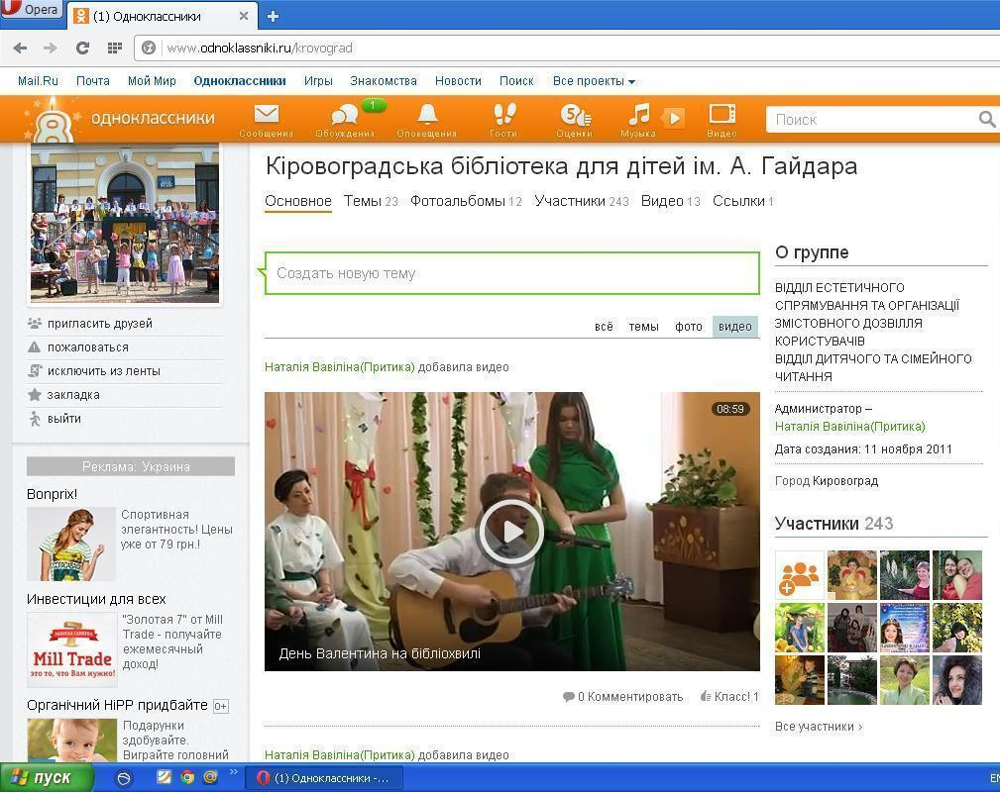 Opera
(1) Одноклассники
www.odnoklassniki.ru/krovograd
Mail.Ru Почта Мой Мир Одноклассники Игры Знакомства Новости Поиск Все проекты
8
одноклассники
1
5
Сообщения Обсуждения Оповещения Гости Оценки Музыка Видео
Поиск
Кіровоградська бібліотека для дітей ім. А. Гайдара
Основное Темы 23 Фотоальбомы 12 Участники 243 Видео 13 Ссылки 1
Создать новую тему
всё темы фото видео
Наталія Вавіліна(Притика) добавила видео
08:59
День Валентина на бібліохвилі
0 Комментировать Класс! 1
Наталія Вавіліна(Притика) добавила видео
пригласить друзей
пожаловаться
исключить из ленты
закладка
выйти
Реклама: Украина
Bonprix!
Спортивная
элегантность! Цены
уже от 79 грн.!
Инвестиции для всех
ЗОЛОТАЯ СЕМЕРКА
Mill Trade
это то, что Вам нужно!
"Золотая 7" от Mill
Trade - получайте
ежемесячный
доход!
Органічний HiPP придбайте 0+
Подарунки
здобувайте.
Виграйте головний
О группе
ВІДДІЛ ЕСТЕТИЧНОГО
СПРЯМУВАННЯ ТА ОРГАНІЗАЦІЇ
ЗМІСТОВНОГО ДОЗВІЛЛЯ
КОРИСТУВАЧІВ
ВІДДІЛ ДИТЯЧОГО ТА СІМЕЙНОГО
ЧИТАННЯ
Администратор –
Наталія Вавіліна(Притика)
Дата создания: 11 ноября 2011
Город Кировоград
Участники 243
Все участники ›
пуск
(1) Одноклассники -...
EN